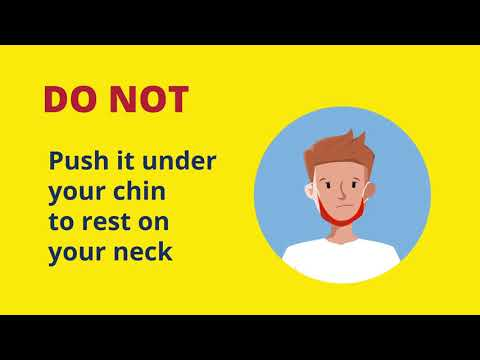 DO NOT
Push it under
your chin
to rest on
your neck